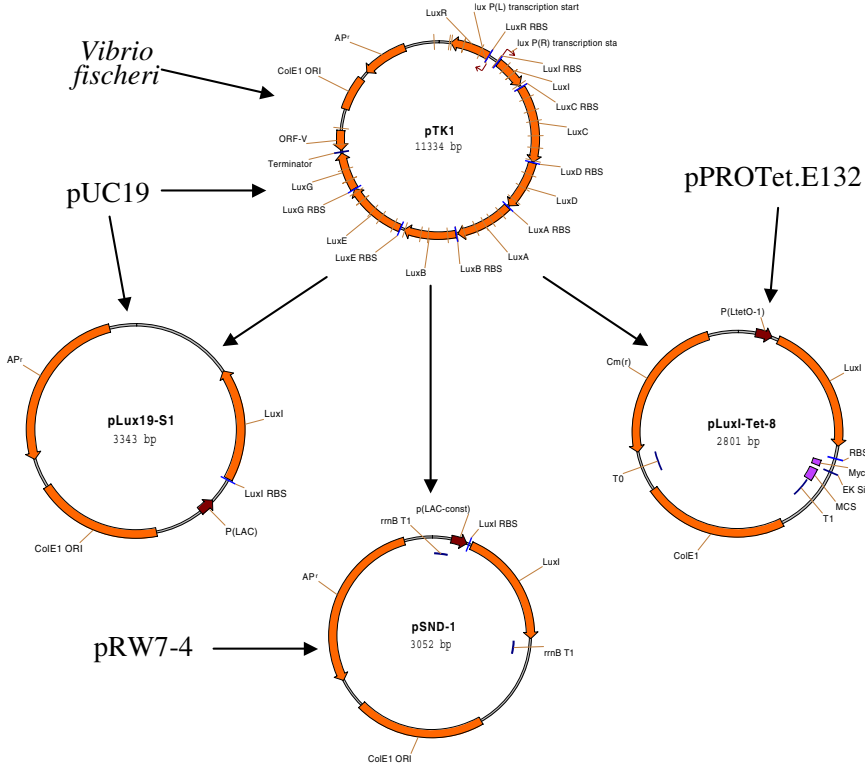 Vibrio
fischeri
pUC19
pPROTet.E132
pRW7-4
LuxR
lux P(L) transcription start
LuxR RBS
lux P(R) transcription sta
LuxI RBS
LuxI
LuxC RBS
LuxC
LuxD RBS
LuxD
LuxA RBS
LuxA
LuxB RBS
LuxB
LuxE RBS
LuxE
LuxG RBS
LuxG
Terminator
ORF-V
ColE1 ORI
APr
pTK1
11334 bp
APr
pLux19-S1
3343 bp
LuxI
LuxI RBS
P(LAC)
ColE1 ORI
p(LAC-const)
rrnB T1
LuxI RBS
LuxI
APr
pSND-1
3052 bp
rrnB T1
ColE1 ORI
P(LtetO-1)
Cm(r)
LuxI
pLuxI-Tet-8
2801 bp
RBS
Myc
EK Si
MCS
T1
T0
ColE1